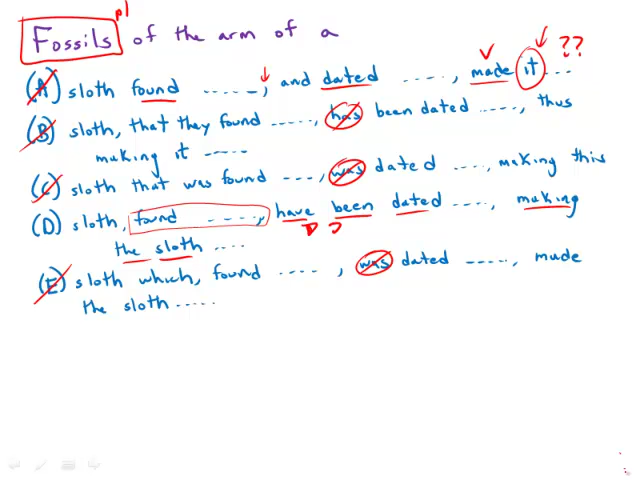 pl
Fossils of the arm of a
(A) sloth found ......, and dated ...., made it ... ??
(B) sloth, that they found ....., has been dated ....., thus
making it .....
(C) sloth that was found ...., was dated ...., making this
(D) sloth, found ....., have been dated ...., making
the sloth ....
(E) sloth which, found ...., was dated ....., made
the sloth .....